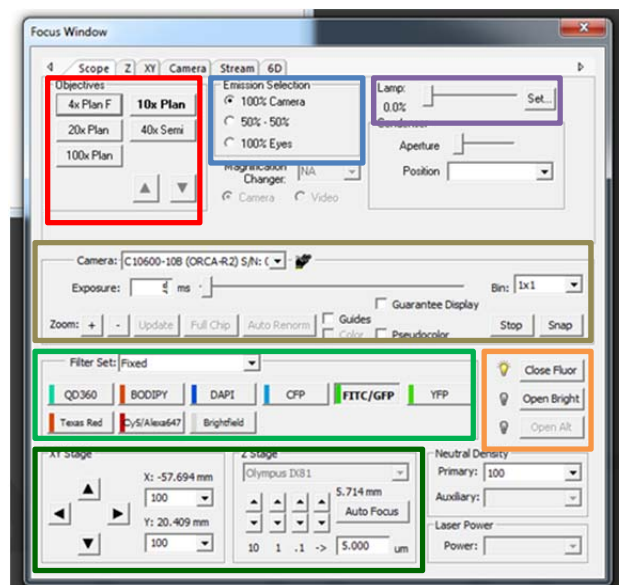 Focus Window
Scope Z XY Camera Stream 6D
Objectives
4x Plan F 10x Plan
20x Plan 40x Semi
100x Plan
Emission Selection
100% Camera
50% - 50%
100% Eyes
Magnification
Changer: NA
Camera Video
Lamp:
0.0% Set...
Condenser
Aperture
Position
Camera: C10600-10B (ORCA-R2) S/N: (
Exposure: ms
Bin: 1x1
Guarantee Display
Zoom: + - Update Full Chip Auto Renorm
Guides
Color Pseudocolor
Stop Snap
Filter Set: Fixed
QD360 BODIPY DAPI CFP FITC/GFP YFP
Texas Red Cy5/Alexa647 Brightfield
Close Fluor
Open Bright
Open Alt
XY Stage
X: -57.694 mm
100
Y: 20.409 mm
100
Z Stage
Olympus IX81
5.714 mm
Auto Focus
10 1 .1 -> 5.000 um
Neutral Density
Primary: 100
Auxiliary:
Laser Power
Power: